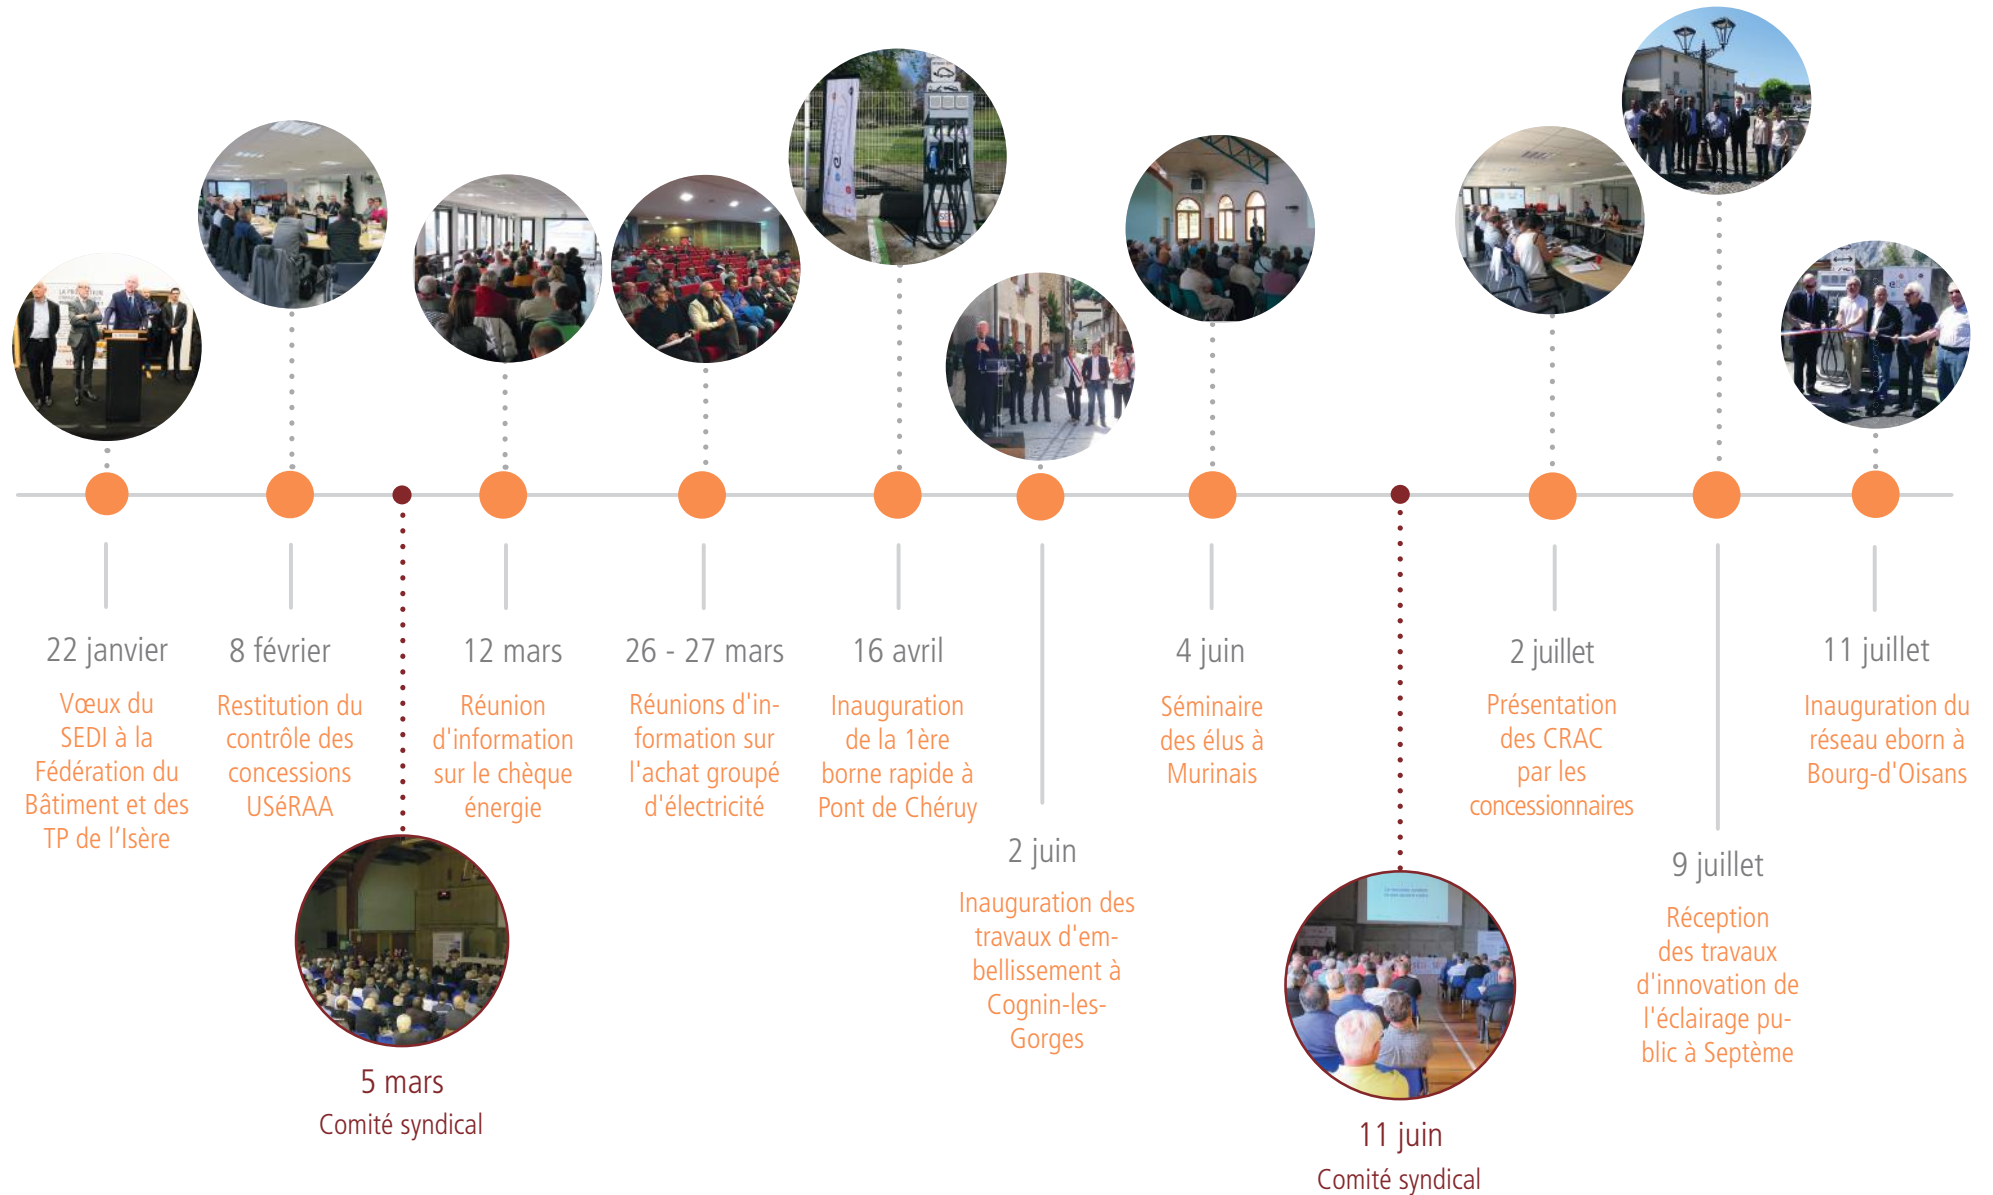 22 janvier
Vœux du
SEDI à la
Fédération du
Bâtiment et des
TP de l’Isère
8 février
Restitution du
contrôle des
concessions
USéRAA
5 mars
Comité syndical
12 mars
Réunion
d'information
sur le chèque
énergie
26 - 27 mars
Réunions d'in-
formation sur
l'achat groupé
d'électricité
16 avril
Inauguration
de la 1ère
borne rapide à
Pont de Chéruy
2 juin
Inauguration des
travaux d'em-
bellissement à
Cognin-les-
Gorges
4 juin
Séminaire
des élus à
Murinais
11 juin
Comité syndical
2 juillet
Présentation
des CRAC
par les
concessionnaires
9 juillet
Réception
des travaux
d'innovation de
l'éclairage pu-
blic à Septème
11 juillet
Inauguration du
réseau eborn à
Bourg-d'Oisans